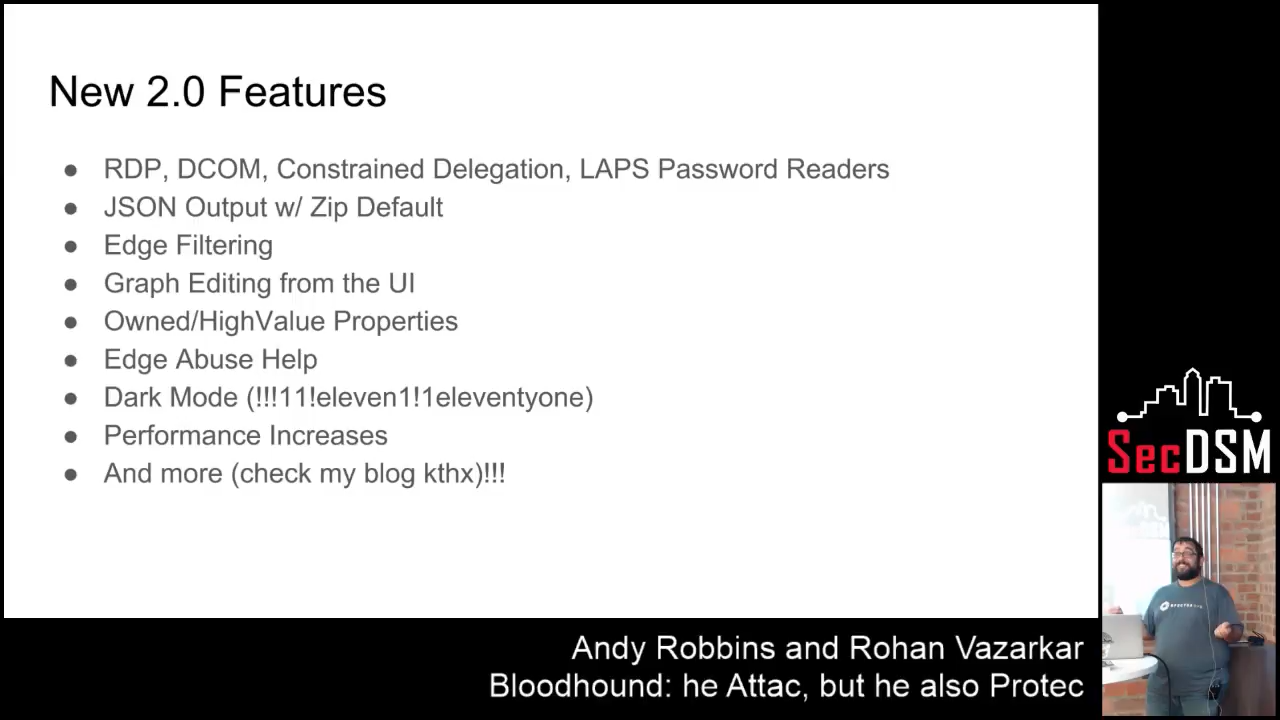 New 2.0 Features
● RDP, DCOM, Constrained Delegation, LAPS Password Readers
● JSON Output w/ Zip Default
● Edge Filtering
● Graph Editing from the UI
● Owned/HighValue Properties
● Edge Abuse Help
● Dark Mode (!!!11!eleven1!1eleventyone)
● Performance Increases
● And more (check my blog kthx)!!!
SecDSM
SPECTEROPS
Andy Robbins and Rohan Vazarkar
Bloodhound: he Attac, but he also Protec